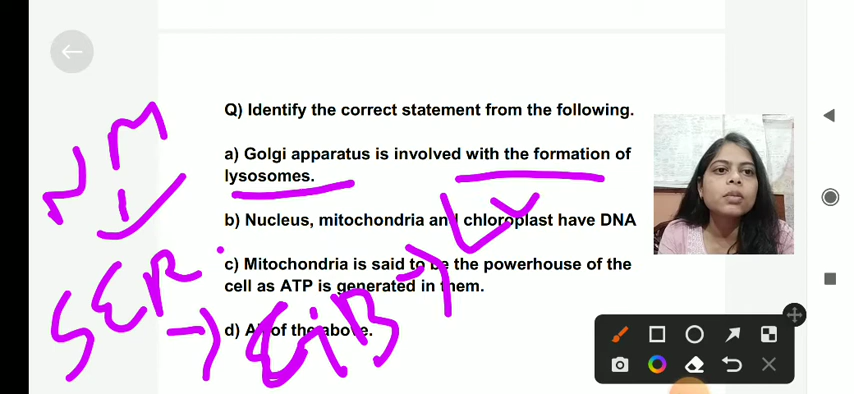 Q) Identify the correct statement from the following.
a) Golgi apparatus is involved with the formation of
lysosomes.
b) Nucleus, mitochondria and chloroplast have DNA
c) Mitochondria is said to be the powerhouse of the
cell as ATP is generated in them.
d) All of the above.
NM
SER
→ GB → L